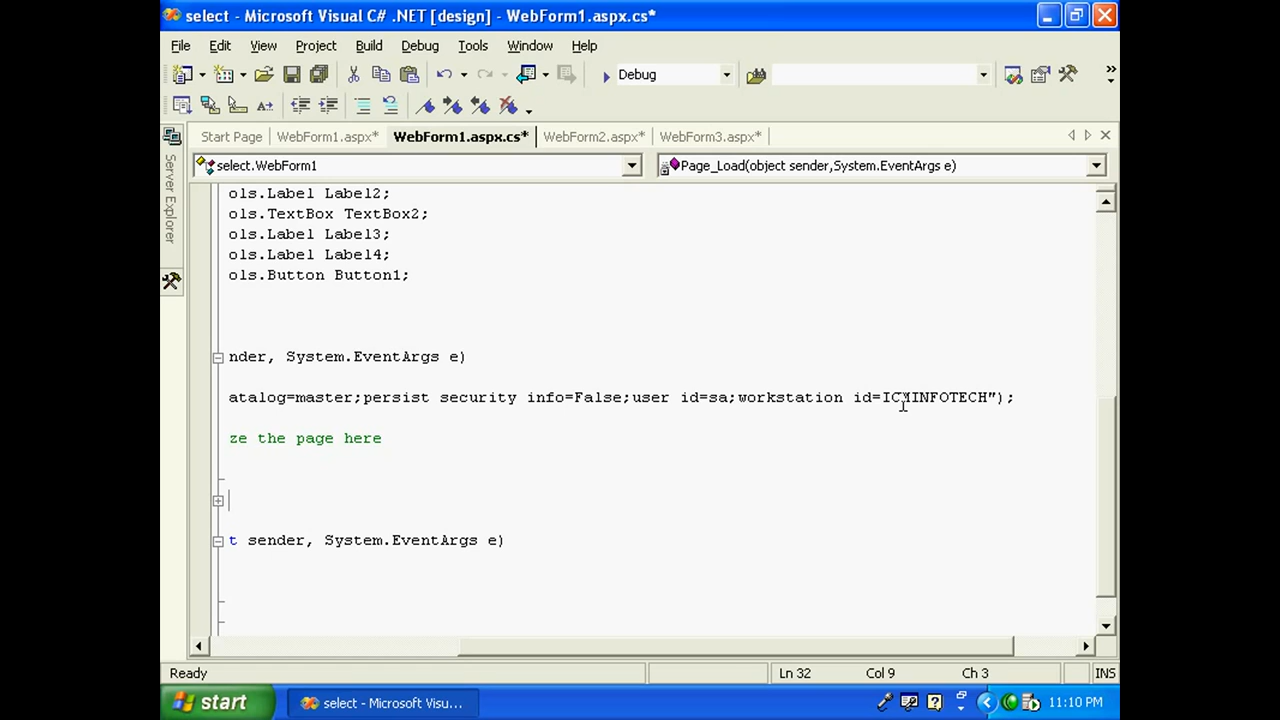 select - Microsoft Visual C# .NET [design] - WebForm1.aspx.cs*
File Edit View Project Build Debug Tools Window Help
Debug
Start Page WebForm1.aspx* WebForm1.aspx.cs* WebForm2.aspx* WebForm3.aspx*
select.WebForm1 Page_Load(object sender,System.EventArgs e)
Server Explorer
ols.Label Label2;
ols.TextBox TextBox2;
ols.Label Label3;
ols.Label Label4;
ols.Button Button1;
nder, System.EventArgs e)
atalog=master;persist security info=False;user id=sa;workstation id=ICMINFOTECH");
ze the page here
t sender, System.EventArgs e)
Ready Ln 32 Col 9 Ch 3 INS
start select - Microsoft Visu... 11:10 PM